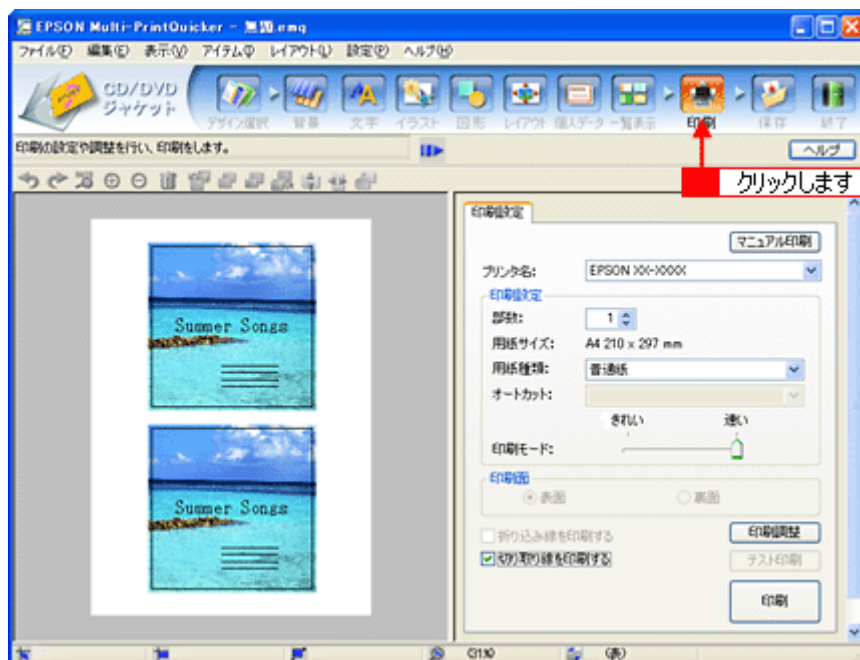 EPSON Multi-PrintQuicker - 無題.emq
ファイル(F) 編集(E) 表示(V) アイテム(I) レイアウト(L) 設定(P) ヘルプ(H)
CD/DVD
ジャケット
デザイン選択 背景 文字 イラスト 図形 レイアウト 個人データ 一覧表示 印刷 保存 終了
印刷の設定や調整を行い、印刷をします。
ヘルプ
クリックします
Summer Songs
Summer Songs
印刷設定
マニュアル印刷
プリンタ名: EPSON XX-XXXX
印刷設定
部数: 1
用紙サイズ: A4 210 x 297 mm
用紙種類: 普通紙
オートカット:
きれい 速い
印刷モード:
印刷面
表面 裏面
折り込み線を印刷する
印刷調整
切り取り線を印刷する
テスト印刷
印刷
(31%) (表)